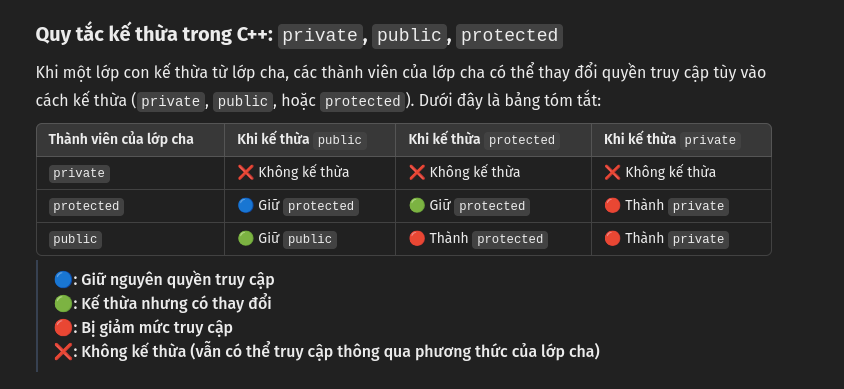 Quy tắc kế thừa trong C++: private, public, protected
Khi một lớp con kế thừa từ lớp cha, các thành viên của lớp cha có thể thay đổi quyền truy cập tùy vào
cách kế thừa (private, public, hoặc protected). Dưới đây là bảng tóm tắt:
Thành viên của lớp cha Khi kế thừa public Khi kế thừa protected Khi kế thừa private
private ❌ Không kế thừa ❌ Không kế thừa ❌ Không kế thừa
protected 🔵 Giữ protected 🟢 Giữ protected 🔴 Thành private
public 🟢 Giữ public 🔴 Thành protected 🔴 Thành private
🔵: Giữ nguyên quyền truy cập
🟢: Kế thừa nhưng có thay đổi
🔴: Bị giảm mức truy cập
❌: Không kế thừa (vẫn có thể truy cập thông qua phương thức của lớp cha)